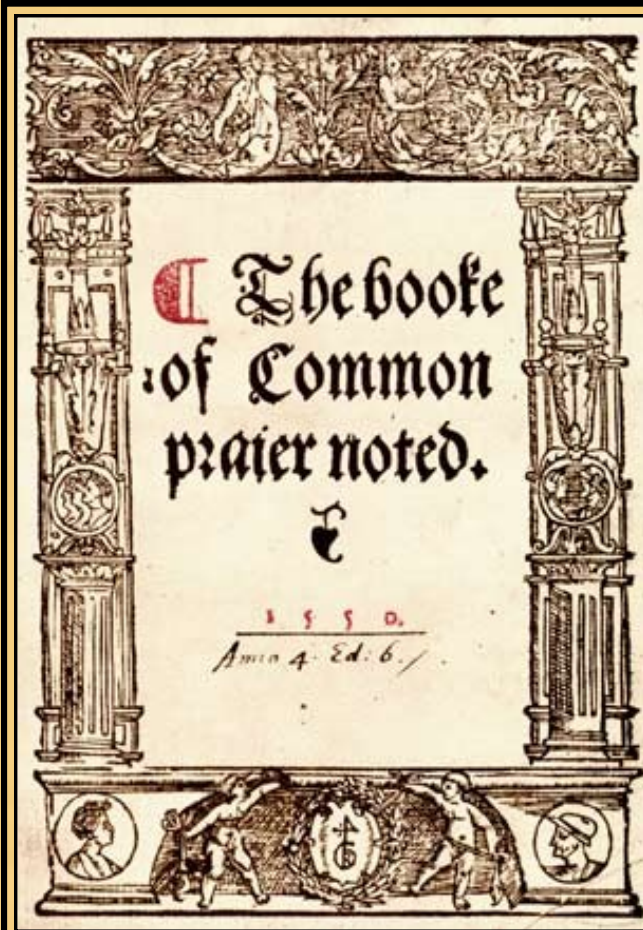 ¶ The booke
of Common
praier noted.
1550.
Anno 4. Ed: 6.